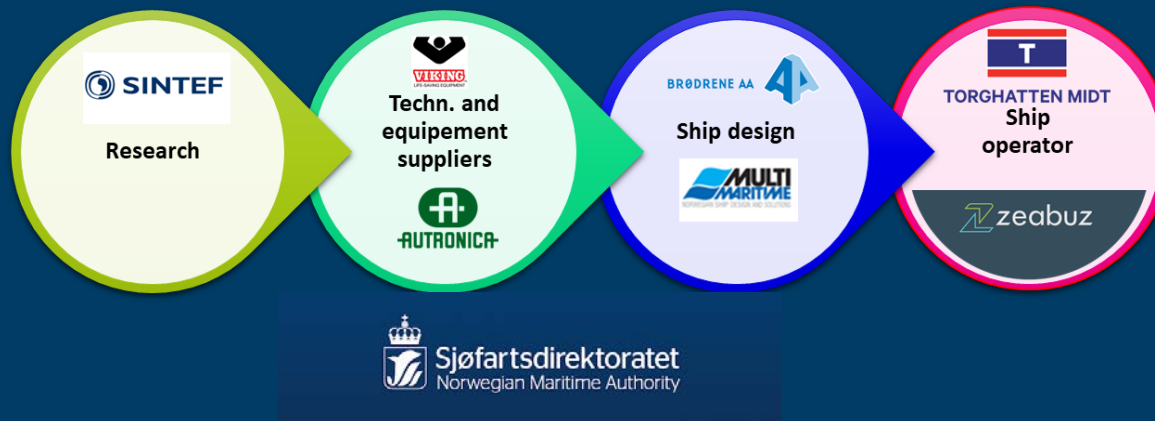 SINTEF
Research
VIKING
LIFE-SAVING EQUIPMENT
Techn. and
equipement
suppliers
AUTRONICA
BRØDRENE AA
Ship design
MULTI
MARITIME
NORWEGIAN SHIP DESIGN AND SOLUTIONS
T
TORGHATTEN MIDT
Ship
operator
zeabuz
Sjøfartsdirektoratet
Norwegian Maritime Authority